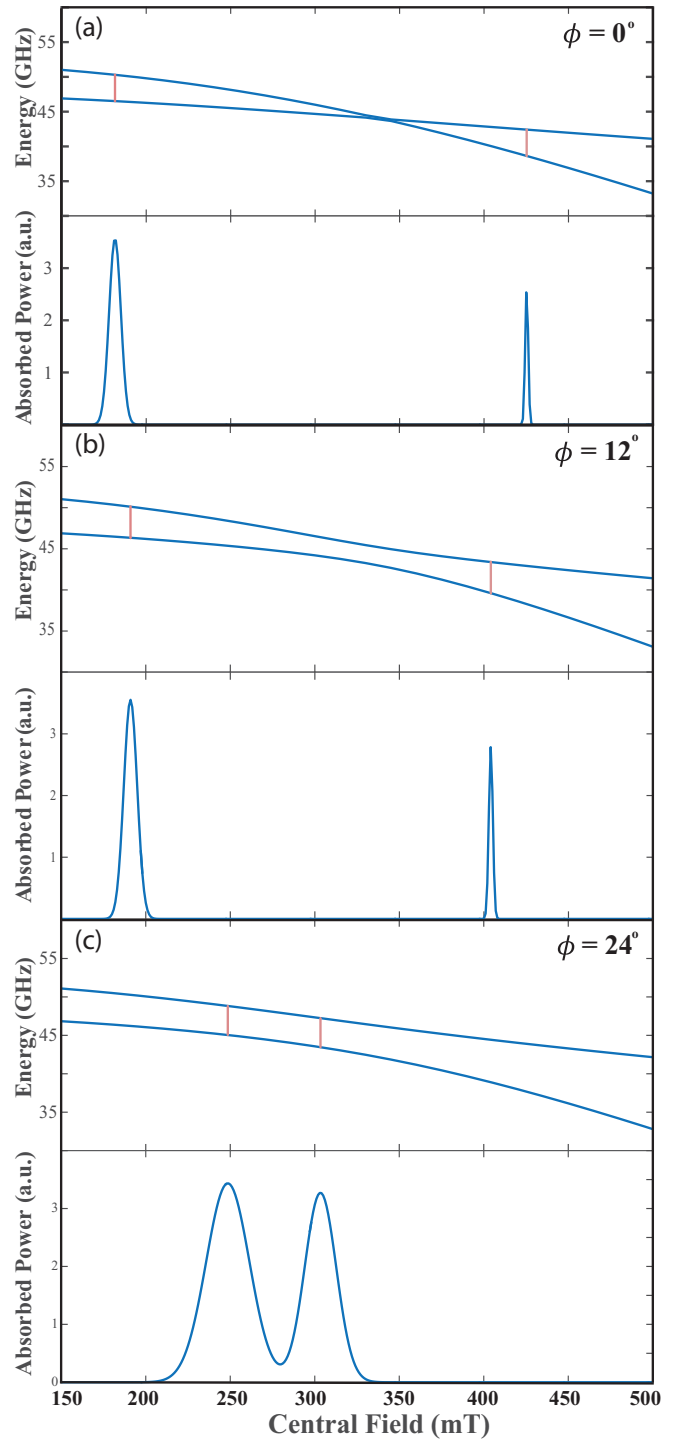 (a)
ϕ = 0°
Energy (GHz)
55
45
35
Absorbed Power (a.u.)
3
2
1
(b)
ϕ = 12°
Energy (GHz)
55
45
35
Absorbed Power (a.u.)
3
2
1
(c)
ϕ = 24°
Energy (GHz)
55
45
35
Absorbed Power (a.u.)
3
2
1
0
150 200 250 300 350 400 450 500
Central Field (mT)